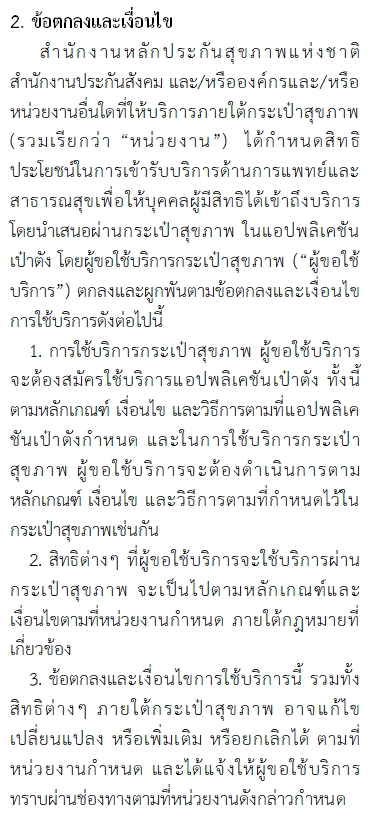 2. ข้อตกลงและเงื่อนไข
สำนักงานหลักประกันสุขภาพแห่งชาติ
สำนักงานประกันสังคม และ/หรือองค์กรและ/หรือ
หน่วยงานอื่นใดที่ให้บริการภายใต้กระเป๋าสุขภาพ
(รวมเรียกว่า “หน่วยงาน”) ได้กำหนดสิทธิ
ประโยชน์ในการเข้ารับบริการด้านการแพทย์และ
สาธารณสุขเพื่อให้บุคคลผู้มีสิทธิได้เข้าถึงบริการ
โดยนำเสนอผ่านกระเป๋าสุขภาพ ในแอปพลิเคชัน
เป๋าตัง โดยผู้ขอใช้บริการกระเป๋าสุขภาพ (“ผู้ขอใช้
บริการ”) ตกลงและผูกพันตามข้อตกลงและเงื่อนไข
การใช้บริการดังต่อไปนี้
1. การใช้บริการกระเป๋าสุขภาพ ผู้ขอใช้บริการ
จะต้องสมัครใช้บริการแอปพลิเคชันเป๋าตัง ทั้งนี้
ตามหลักเกณฑ์ เงื่อนไข และวิธีการตามที่แอปพลิเค
ชันเป๋าตังกำหนด และในการใช้บริการกระเป๋า
สุขภาพ ผู้ขอใช้บริการจะต้องดำเนินการตาม
หลักเกณฑ์ เงื่อนไข และวิธีการตามที่กำหนดไว้ใน
กระเป๋าสุขภาพเช่นกัน
2. สิทธิต่างๆ ที่ผู้ขอใช้บริการจะใช้บริการผ่าน
กระเป๋าสุขภาพ จะเป็นไปตามหลักเกณฑ์และ
เงื่อนไขตามที่หน่วยงานกำหนด ภายใต้กฎหมายที่
เกี่ยวข้อง
3. ข้อตกลงและเงื่อนไขการใช้บริการนี้ รวมทั้ง
สิทธิต่างๆ ภายใต้กระเป๋าสุขภาพ อาจแก้ไข
เปลี่ยนแปลง หรือเพิ่มเติม หรือยกเลิกได้ ตามที่
หน่วยงานกำหนด และได้แจ้งให้ผู้ขอใช้บริการ
ทราบผ่านช่องทางตามที่หน่วยงานดังกล่าวกำหนด